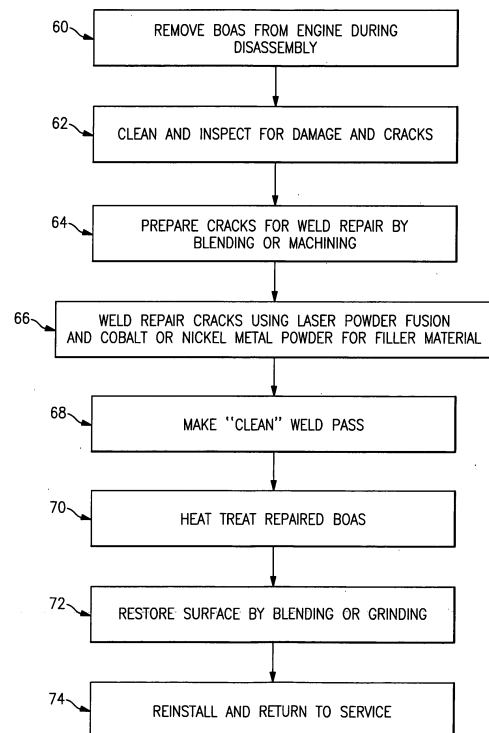 60
REMOVE BOAS FROM ENGINE DURING
DISASSEMBLY
62
CLEAN AND INSPECT FOR DAMAGE AND CRACKS
64
PREPARE CRACKS FOR WELD REPAIR BY
BLENDING OR MACHINING
66
WELD REPAIR CRACKS USING LASER POWDER FUSION
AND COBALT OR NICKEL METAL POWDER FOR FILLER MATERIAL
68
MAKE "CLEAN" WELD PASS
70
HEAT TREAT REPAIRED BOAS
72
RESTORE SURFACE BY BLENDING OR GRINDING
74
REINSTALL AND RETURN TO SERVICE